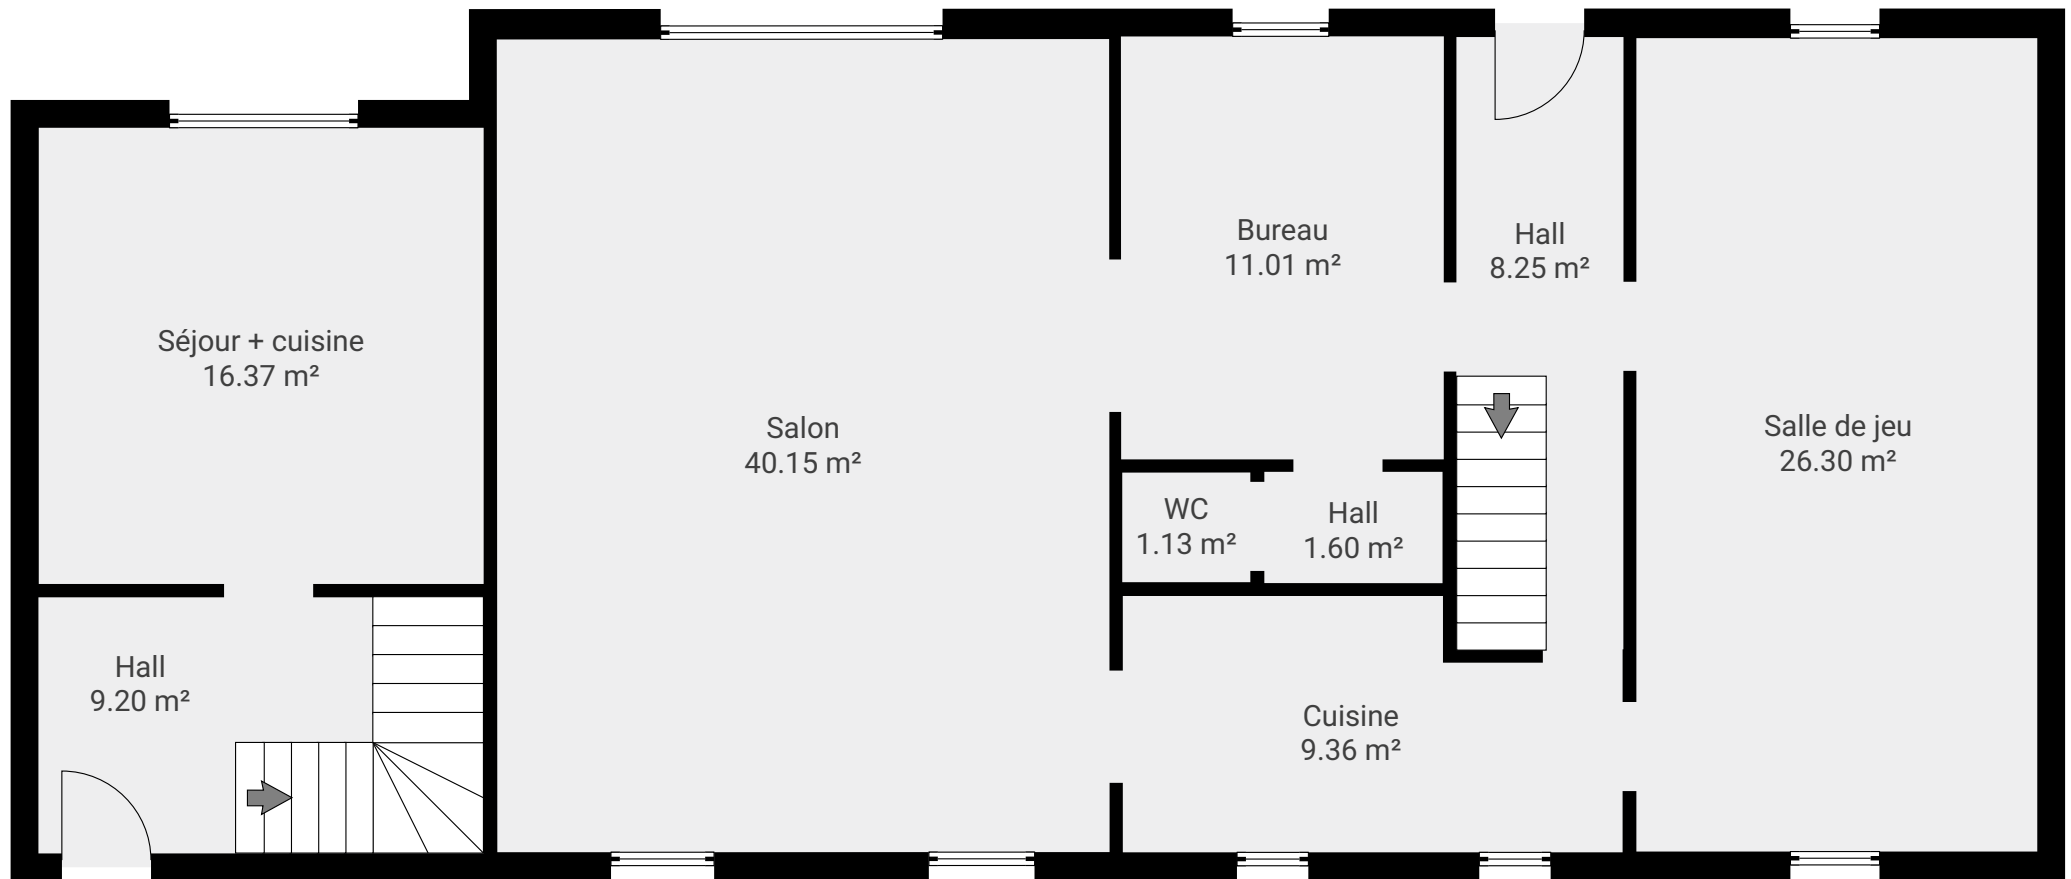 Séjour + cuisine
16.37 m²
Hall
9.20 m²
Salon
40.15 m²
Bureau
11.01 m²
Hall
8.25 m²
WC
1.13 m²
Hall
1.60 m²
Cuisine
9.36 m²
Salle de jeu
26.30 m²